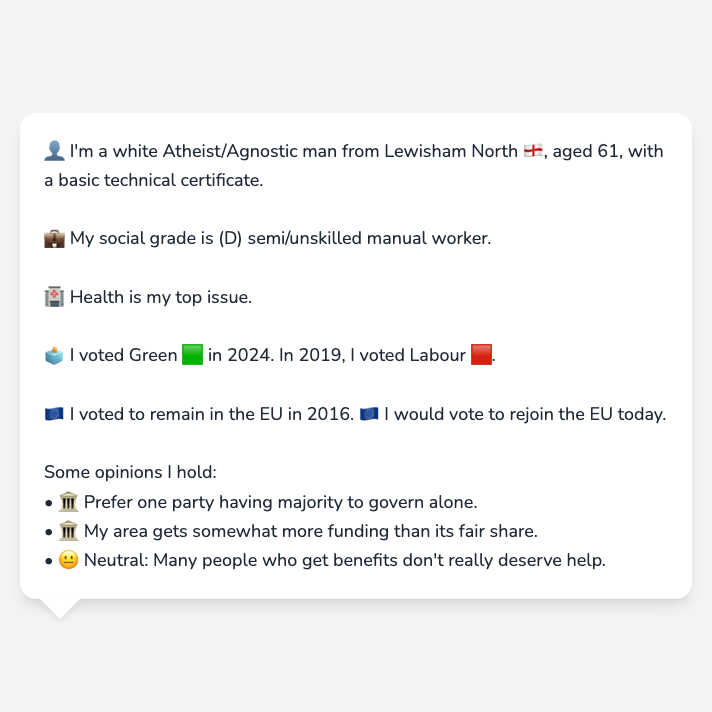 👤 I'm a white Atheist/Agnostic man from Lewisham North 🏴󠁧󠁢󠁥󠁮󠁧󠁿, aged 61, with
a basic technical certificate.
💼 My social grade is (D) semi/unskilled manual worker.
🏥 Health is my top issue.
🗳️ I voted Green 🟩 in 2024. In 2019, I voted Labour 🟥.
🇪🇺 I voted to remain in the EU in 2016. 🇪🇺 I would vote to rejoin the EU today.
Some opinions I hold:
• 🏛️ Prefer one party having majority to govern alone.
• 🏛️ My area gets somewhat more funding than its fair share.
• 😐 Neutral: Many people who get benefits don't really deserve help.